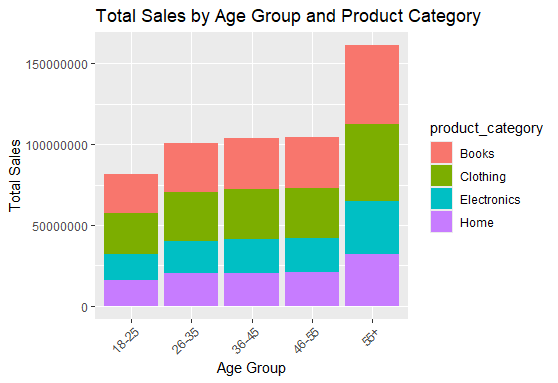 Total Sales by Age Group and Product Category
Total Sales
150000000
100000000
50000000
0
18-25
26-35
36-45
46-55
55+
Age Group
product_category
Books
Clothing
Electronics
Home